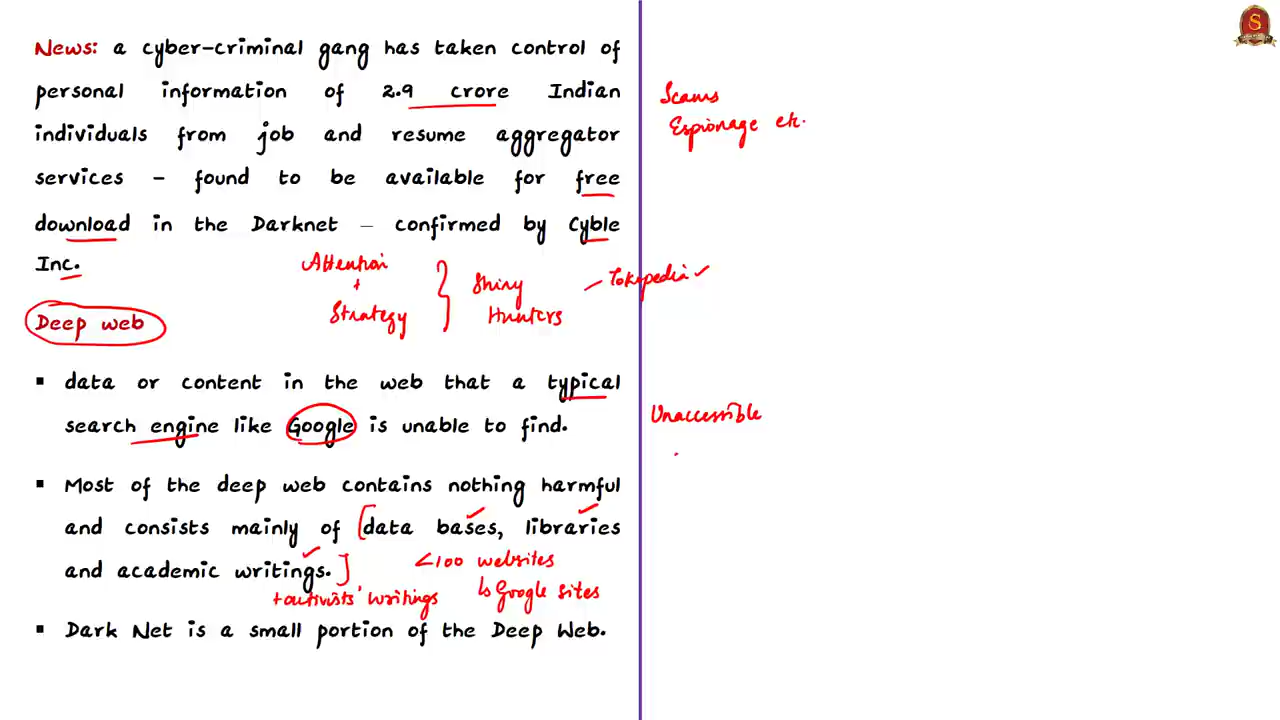 News: a cyber-criminal gang has taken control of
personal information of 2.9 crore Indian
individuals from job and resume aggregator
services - found to be available for free
download in the Darknet – confirmed by Cyble
Inc.
Attention
+
Strategy
Shiny
Hunters
- Tokepedia ✓
Deep web
▪ data or content in the web that a typical
search engine like Google is unable to find.
▪ Most of the deep web contains nothing harmful
and consists mainly of [data bases, libraries
and academic writings.]
<100 websites
↳ Google sites
+ activists' writings
▪ Dark Net is a small portion of the Deep Web.
Scams
Espionage etc.
Unaccessible
S